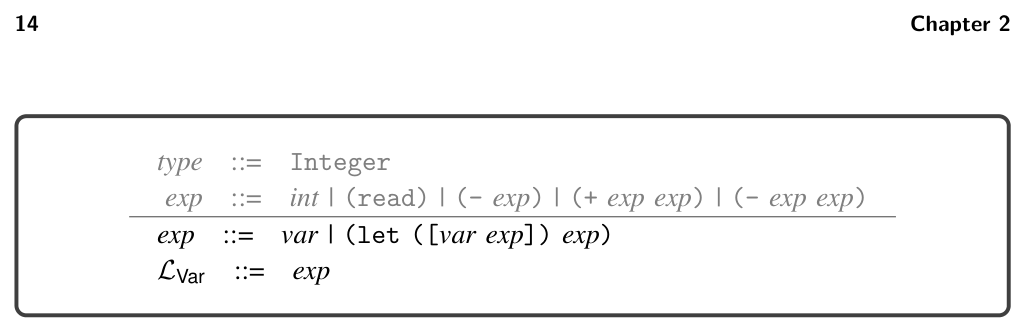 14 Chapter 2
type ::= Integer
exp ::= int | (read) | (- exp) | (+ exp exp) | (- exp exp)
exp ::= var | (let ([var exp]) exp)
ℒVar ::= exp